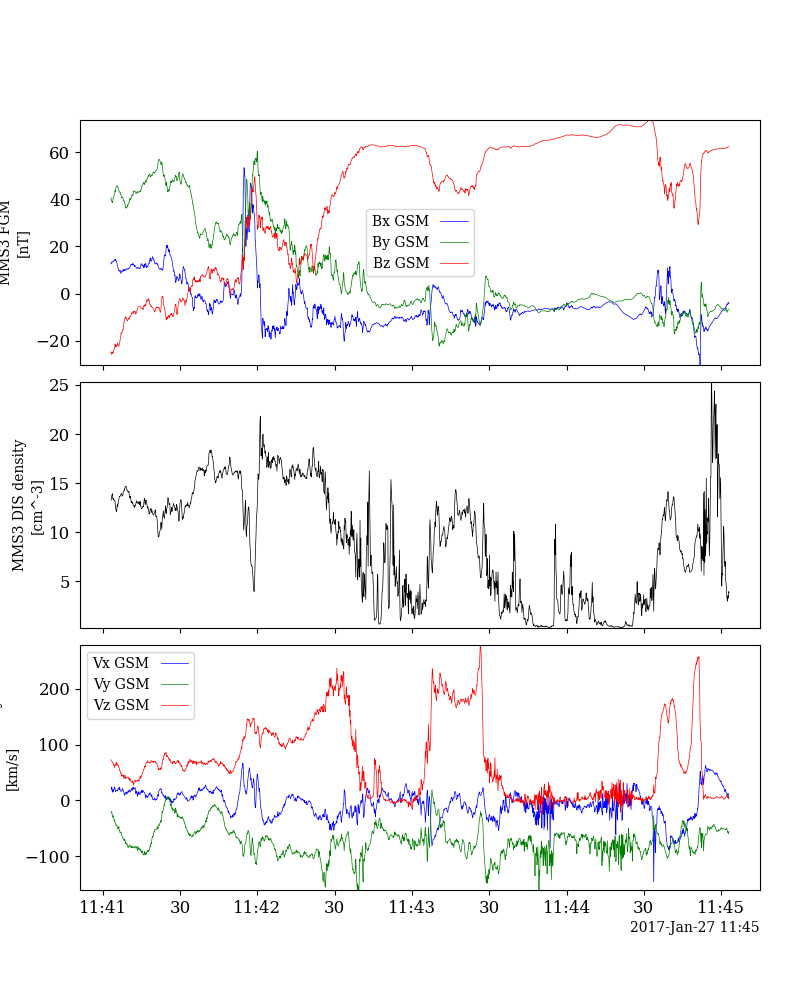 60
40
20
0
−20
MMS3 FGM
[nT]
Bx GSM
By GSM
Bz GSM
25
20
15
10
5
MMS3 DIS density
[cm^-3]
200
100
0
−100
[km/s]
Vx GSM
Vy GSM
Vz GSM
11:41 30 11:42 30 11:43 30 11:44 30 11:45
2017-Jan-27 11:45